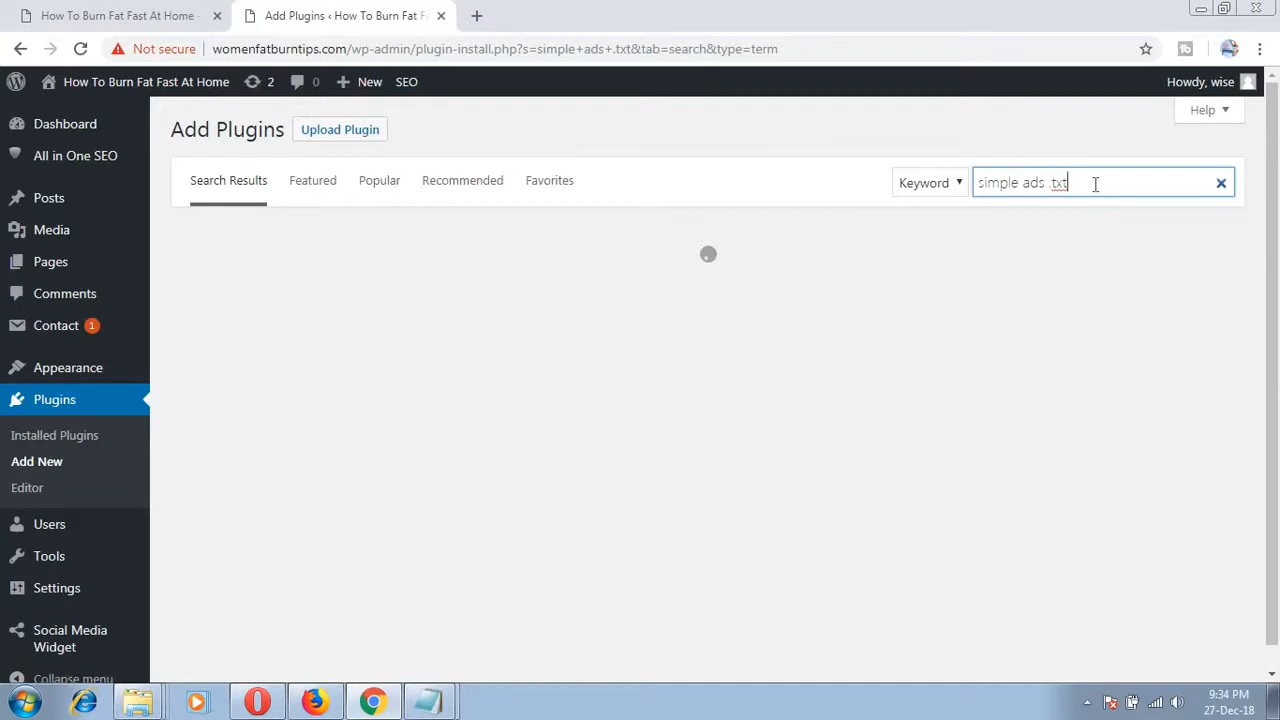 How To Burn Fat Fast At Home -
Add Plugins ‹ How To Burn Fat F
Not secure
womenfatburntips.com/wp-admin/plugin-install.php?s=simple+ads+.txt&tab=search&type=term
How To Burn Fat Fast At Home
2
0
New
SEO
Howdy, wise
Dashboard
All in One SEO
Posts
Media
Pages
Comments
Contact 1
Appearance
Plugins
Installed Plugins
Add New
Editor
Users
Tools
Settings
Social Media
Widget
Collapse menu
Help
Add Plugins
Upload Plugin
Search Results
Featured
Popular
Recommended
Favorites
Keyword
simple ads .txt
9:34 PM
27-Dec-18